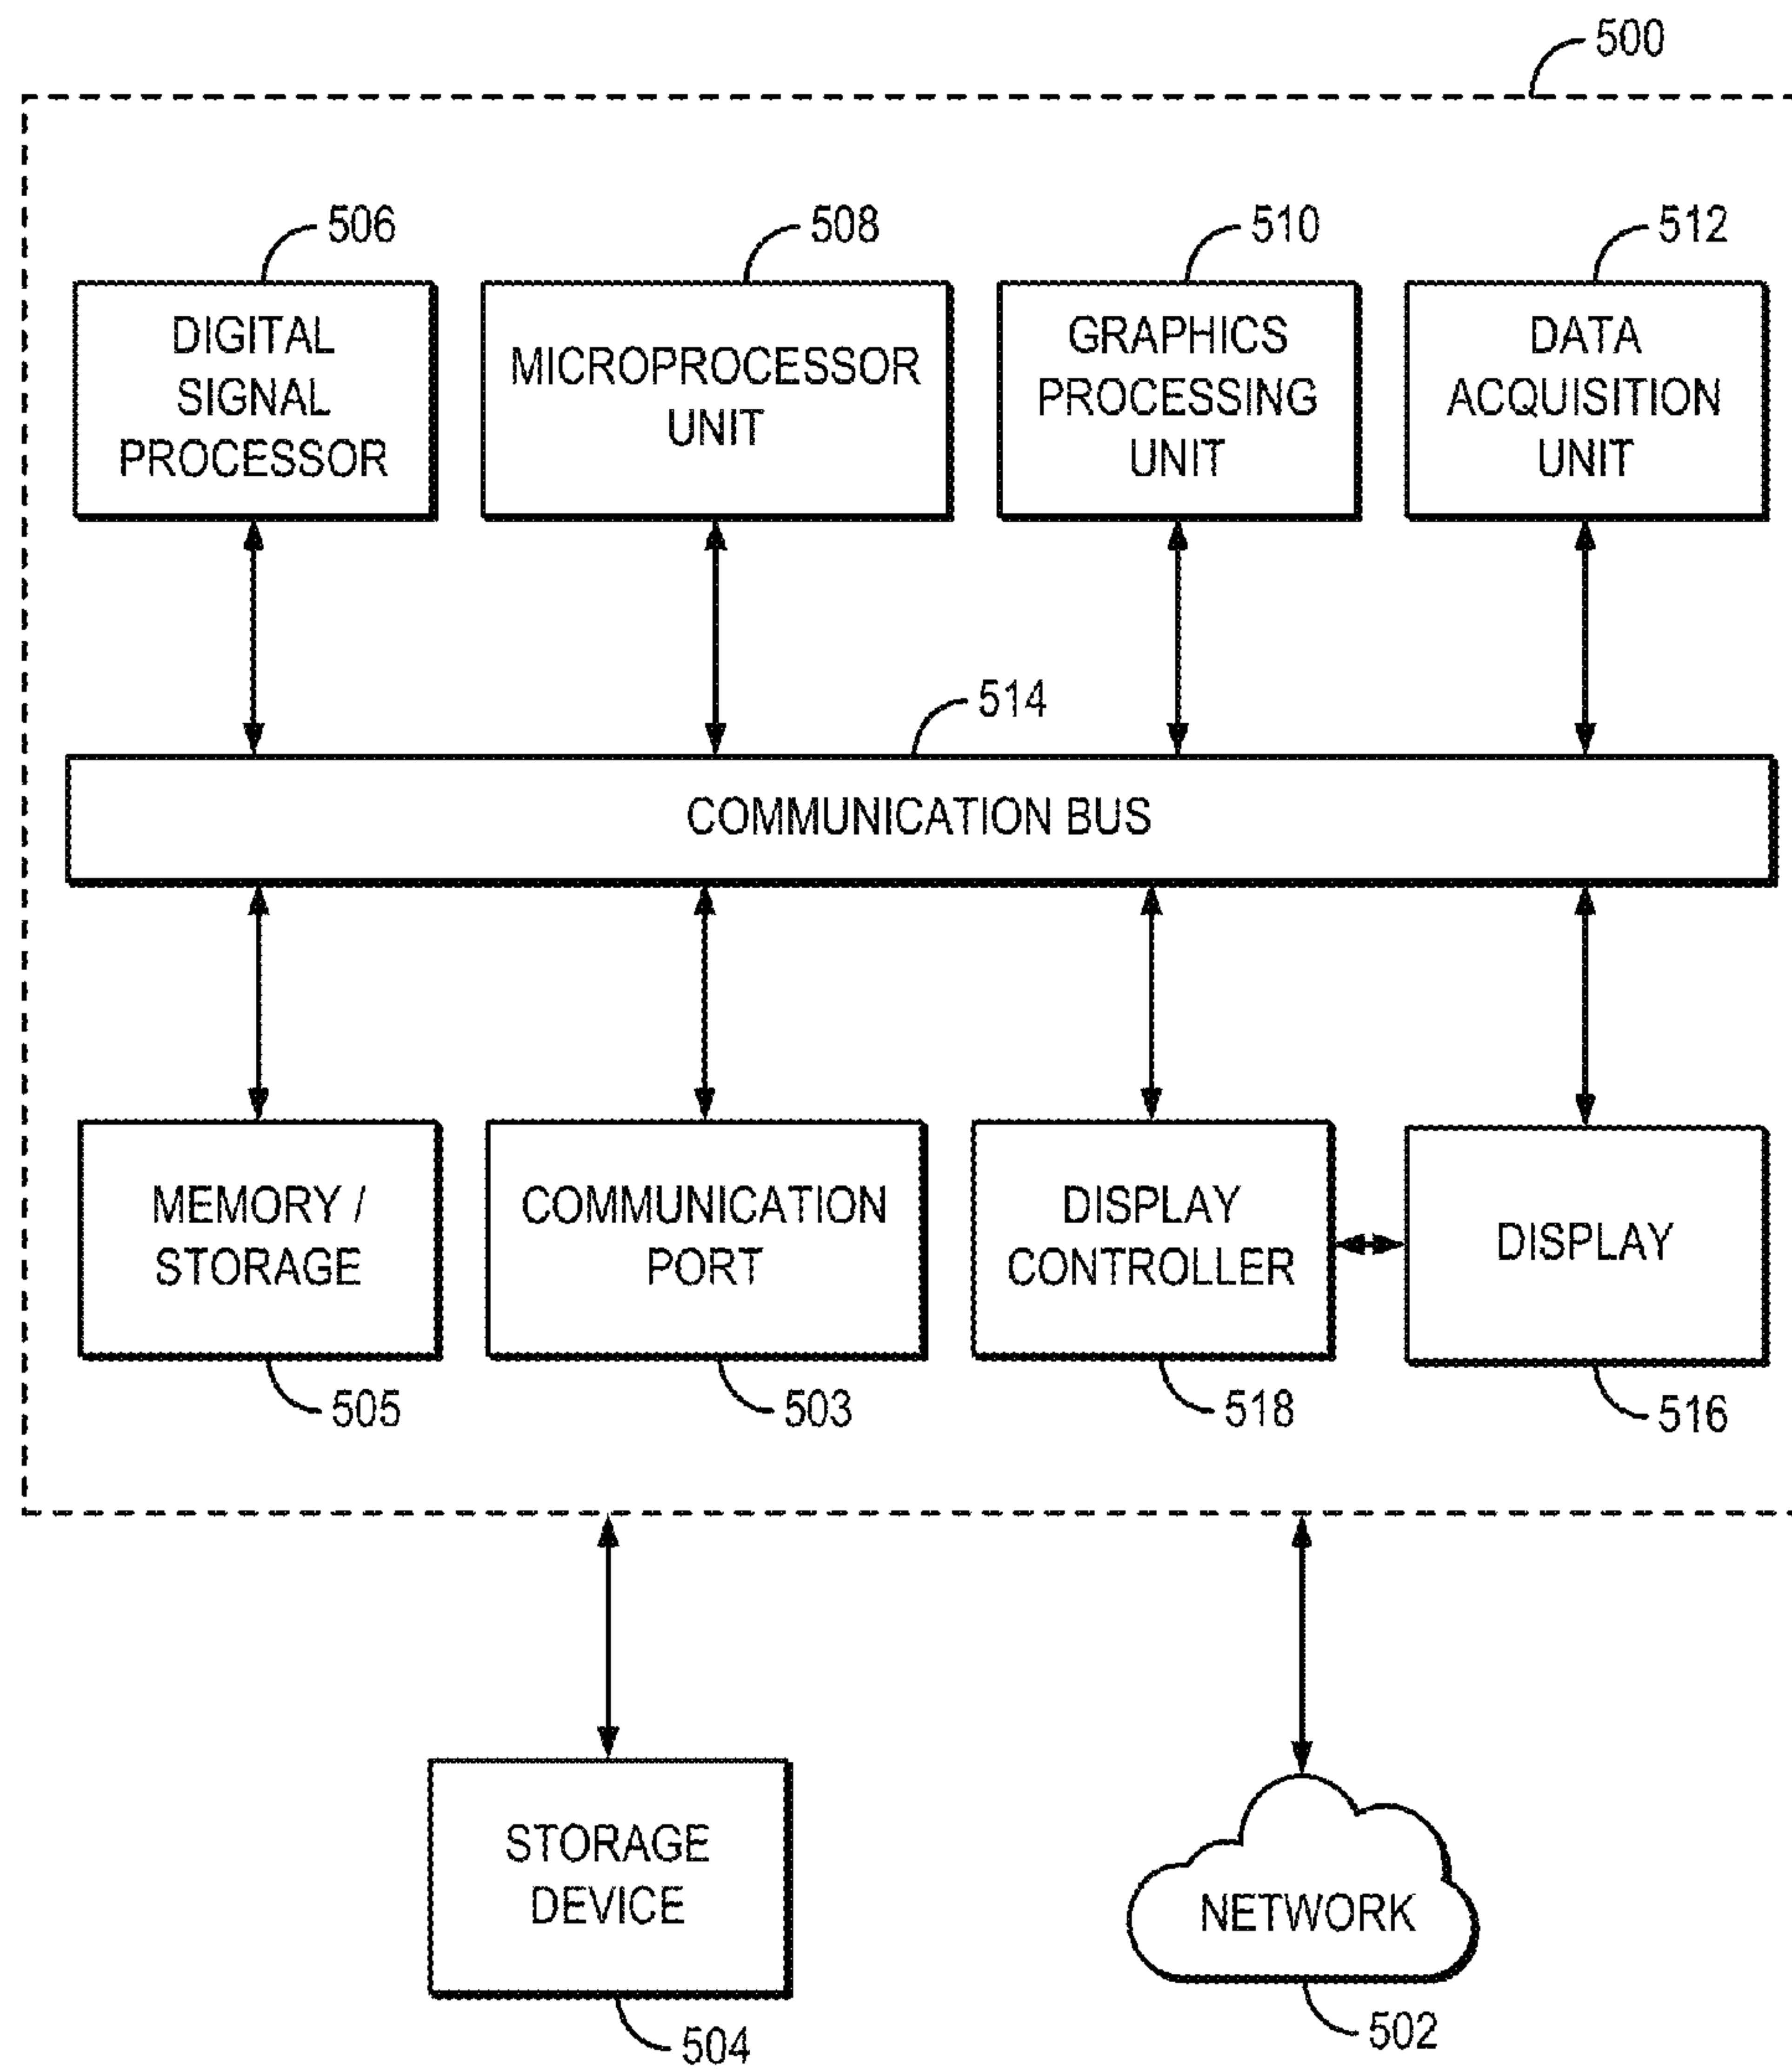 500
506
508
510
512
DIGITAL
SIGNAL
PROCESSOR
MICROPROCESSOR
UNIT
GRAPHICS
PROCESSING
UNIT
DATA
ACQUISITION
UNIT
514
COMMUNICATION BUS
MEMORY /
STORAGE
COMMUNICATION
PORT
DISPLAY
CONTROLLER
DISPLAY
505
503
518
516
STORAGE
DEVICE
NETWORK
504
502